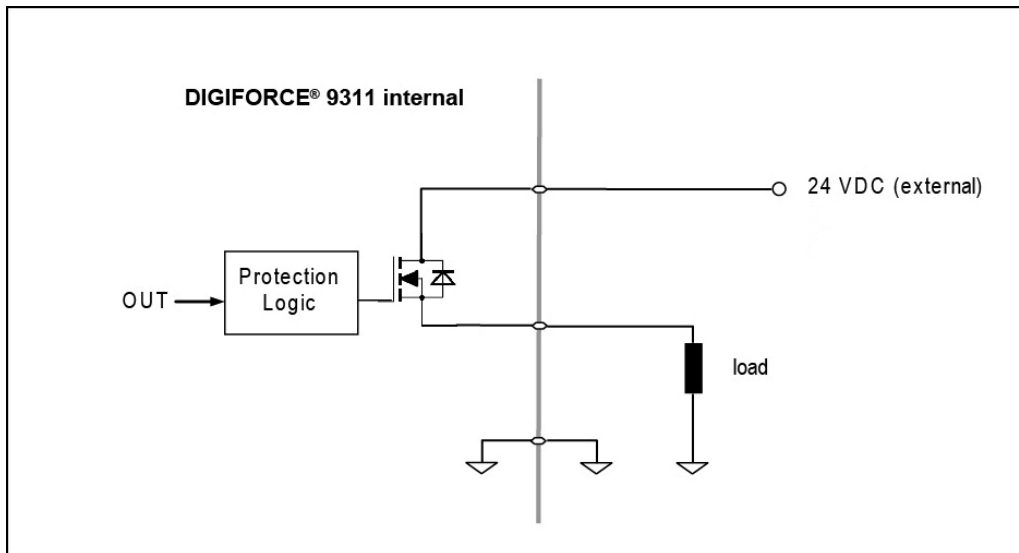 DIGIFORCE® 9311 internal
24 VDC (external)
Protection
Logic
OUT
load